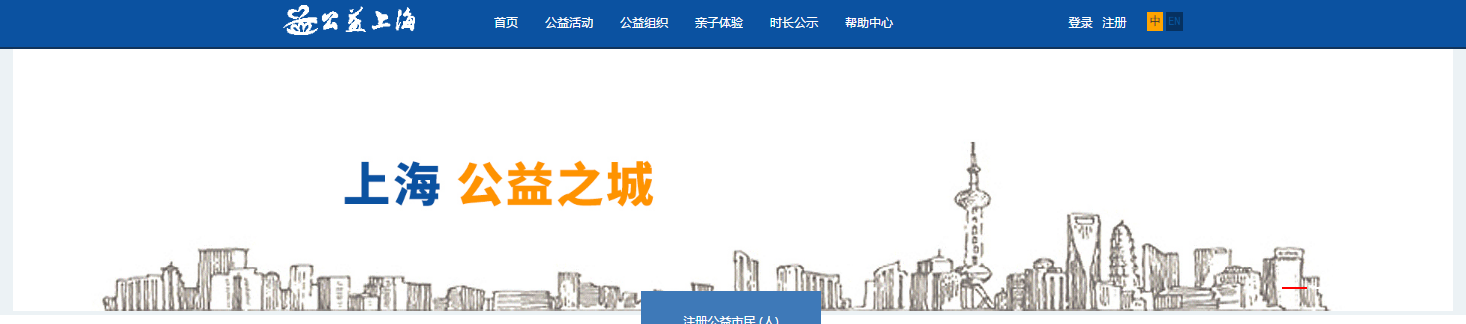 公益上海 首页 公益活动 公益组织 亲子体验 时长公示 帮助中心 登录 注册 中 EN
上海 公益之城
注册公益市民 (人)